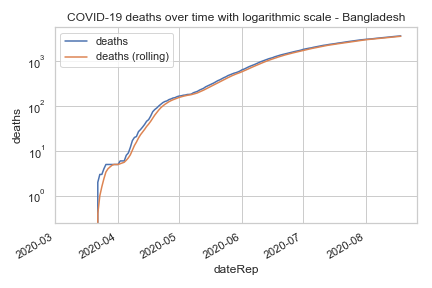 COVID-19 deaths over time with logarithmic scale - Bangladesh
deaths
deaths (rolling)
10³
10²
10¹
10⁰
deaths
2020-03
2020-04
2020-05
2020-06
2020-07
2020-08
dateRep